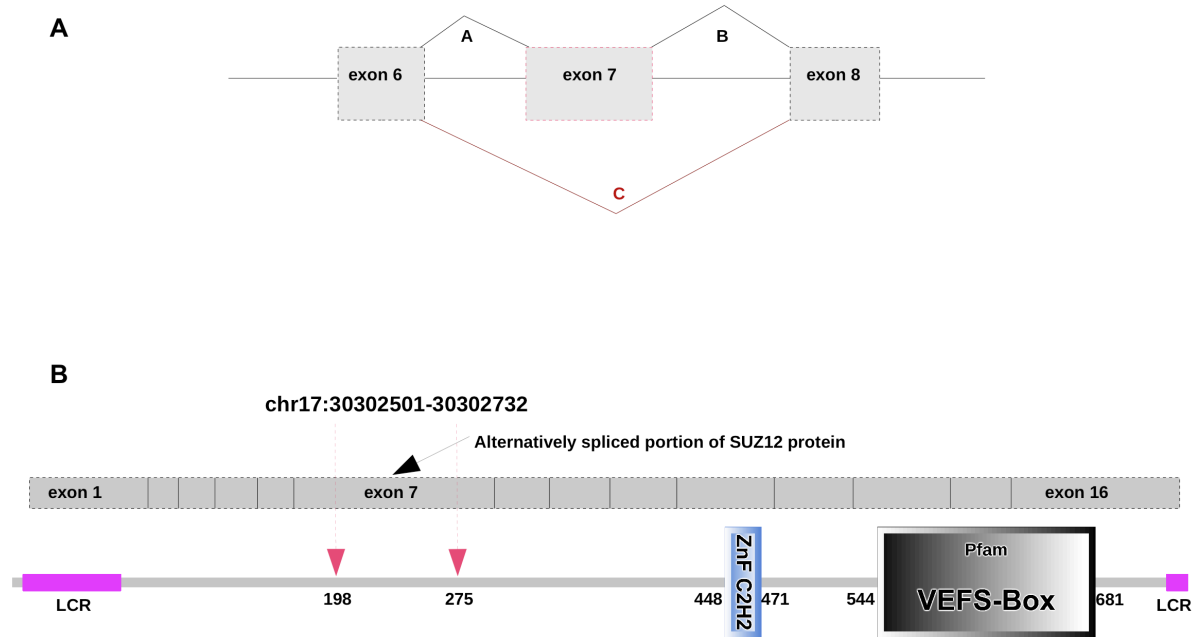 A
A
B
exon 6
exon 7
exon 8
C
B
chr17:30302501-30302732
Alternatively spliced portion of SUZ12 protein
exon 1
exon 7
exon 16
LCR
198
275
448
ZnF C2H2
471
544
Pfam
VEFS-Box
681
LCR